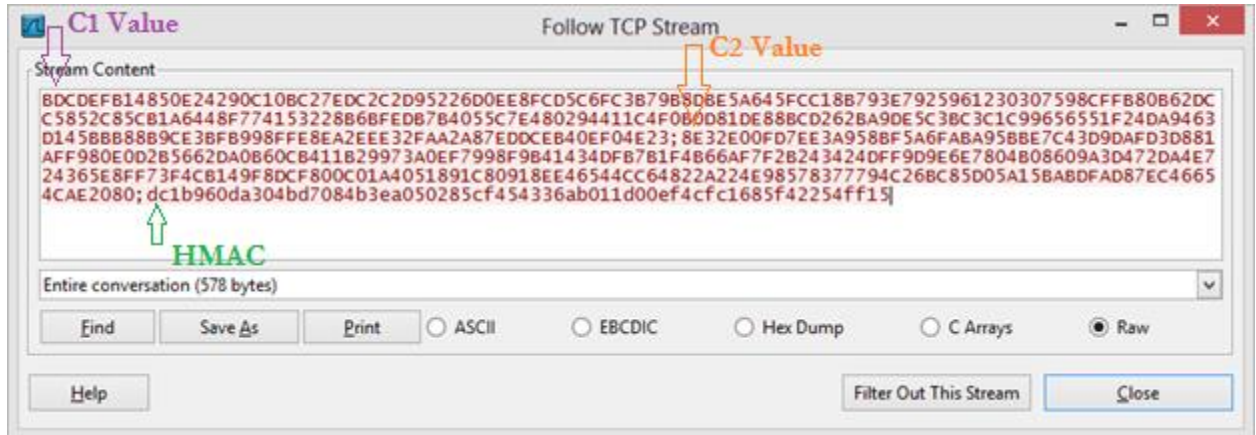 C1 Value
Follow TCP Stream
C2 Value
Stream Content
BDCDEFB14850E24290C10BC27EDC2C2D95226D0EE8FCD5C6FC3B79B8DBE5A645FCC18B793E7925961230307598CFFB80B62DC
C5852C85CB1A6448F774153228B6BFEDB7B4055C7E480294411C4F0B0D81DE88BCD262BA9DE5C3BC3C1C99656551F24DA9463
D145BBB88B9CE3BFB998FFE8EA2EEE32FAA2A87EDDCEB40EF04E23;8E32E00FD7EE3A958BF5A6FABA95BBE7C43D9DAFD3D881
AFF980E0D2B5662DA0B60CB411B29973A0EF7998F9B41434DFB7B1F4B66AF7F2B243424DFF9D9E6E7804B08609A3D472DA4E7
24365E8FF73F4CB149F8DCF800C01A4051891C80918EE46544CC64822A224E98578377794C26BC85D05A15BABDFAD87EC4665
4CAE2080;dc1b960da304bd7084b3ea050285cf454336ab011d00ef4cfc1685f42254ff15
HMAC
Entire conversation (578 bytes)
Find Save As Print ASCII EBCDIC Hex Dump C Arrays Raw
Help Filter Out This Stream Close